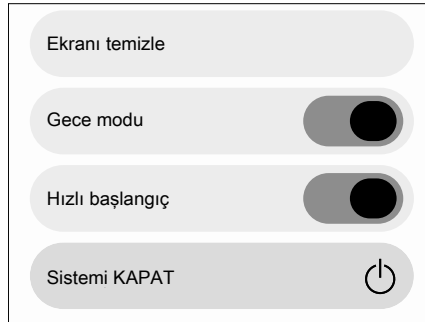 Ekranı temizle
Gece modu
Hızlı başlangıç
Sistemi KAPAT